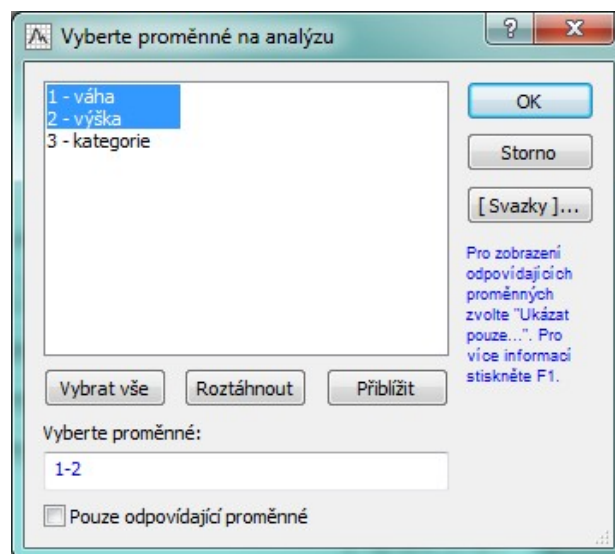 Vyberte proměnné na analýzu
1 - váha
2 - výška
3 - kategorie
OK
Storno
[ Svazky ]...
Pro zobrazení
odpovídajících
proměnných
zvolte "Ukázat
pouze...". Pro
více informací
stiskněte F1.
Vybrat vše
Roztáhnout
Přiblížit
Vyberte proměnné:
1-2
Pouze odpovídající proměnné